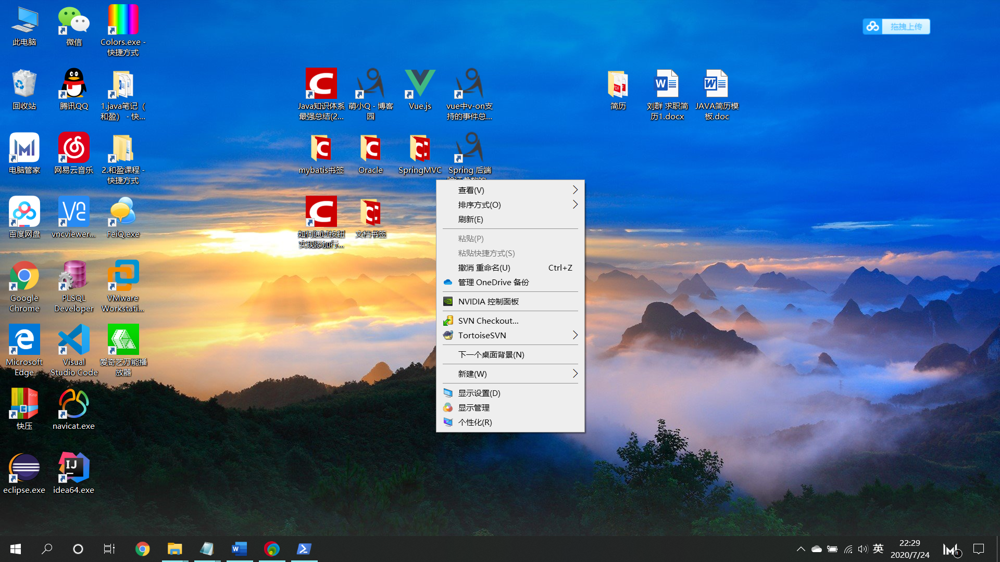 此电脑
微信
Colors.exe -
快捷方式
拖拽上传
回收站
腾讯QQ
1.java笔记（
和盈） - 快...
Java知识体系
最强总结(2...
萌小Q - 博客
园
Vue.js
vue中v-on支
持的事件总...
简历
刘群 求职简
历1.docx
JAVA简历模
板.doc
电脑管家
网易云音乐
2.和盈课程 -
快捷方式
mybatis书签
Oracle
SpringMVC
Spring 后端
验证参数的...
百度网盘
vncviewer...
FeiQ.exe
如何通过按钮
实现添加行...
文档书签
Google
Chrome
PLSQL
Developer
VMware
Workstati...
Microsoft
Edge
Visual
Studio Code
爱奇艺万能播
放器
快压
navicat.exe
eclipse.exe
idea64.exe
查看(V)
排序方式(O)
刷新(E)
粘贴(P)
粘贴快捷方式(S)
撤消 重命名(U) Ctrl+Z
管理 OneDrive 备份
NVIDIA 控制面板
SVN Checkout...
TortoiseSVN
下一个桌面背景(N)
新建(W)
显示设置(D)
显示管理
个性化(R)
英
22:29
2020/7/24